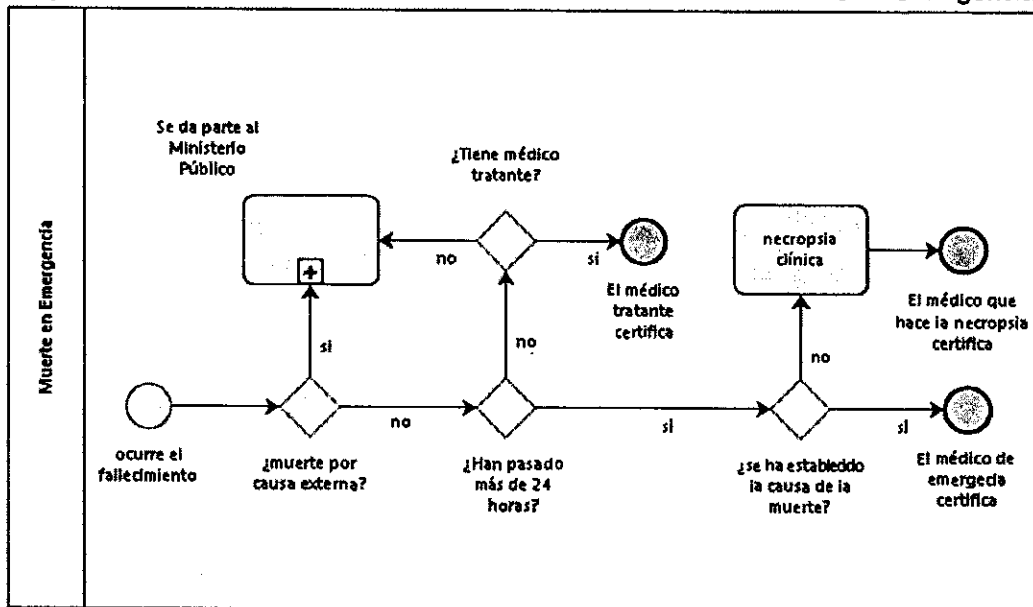 Muerte en Emergencia
Se da parte al
Ministerio
Público
¿Tiene médico
tratante?
no
si
El médico
tratante
certifica
necropsia
clínica
El médico que
hace la necropsia
certifica
si
no
no
ocurre el
fallecimiento
¿muerte por
causa externa?
no
¿Han pasado
más de 24
horas?
si
¿se ha establecido
la causa de la
muerte?
si
El médico de
emergecia
certifica